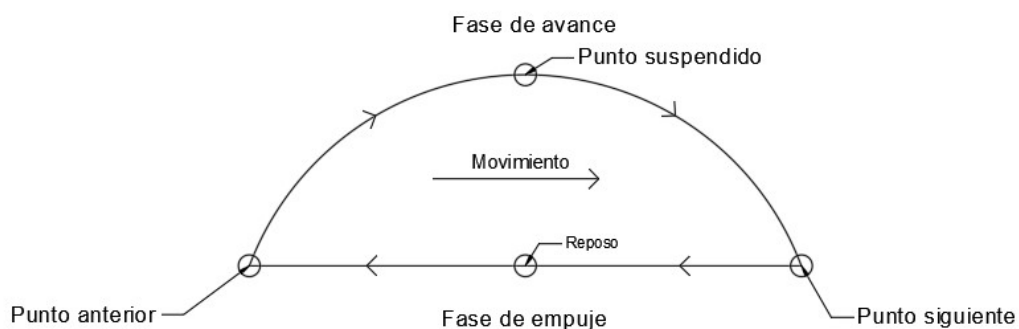 Fase de avance
Punto suspendido
Movimiento
Reposo
Punto anterior
Fase de empuje
Punto siguiente